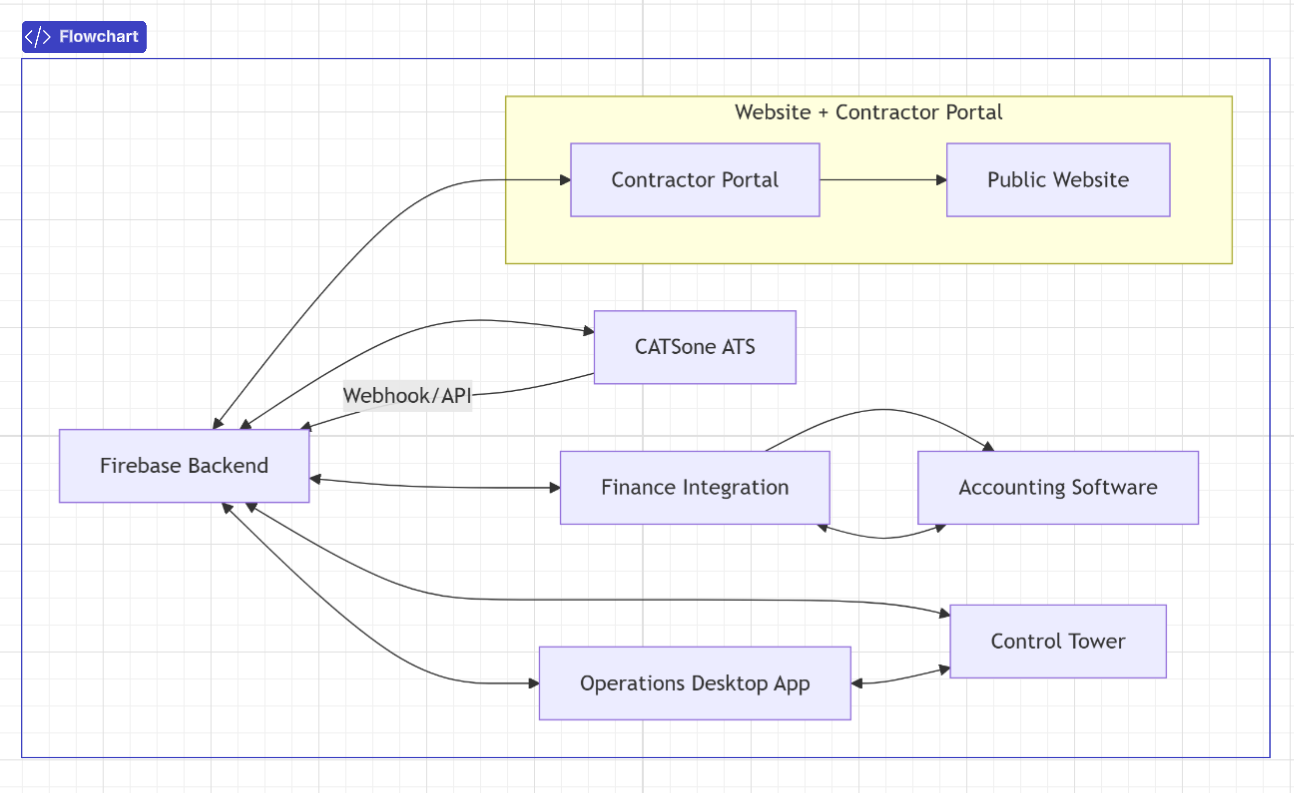 </> Flowchart
Website + Contractor Portal
Contractor Portal
Public Website
CATSone ATS
Webhook/API
Firebase Backend
Finance Integration
Accounting Software
Control Tower
Operations Desktop App